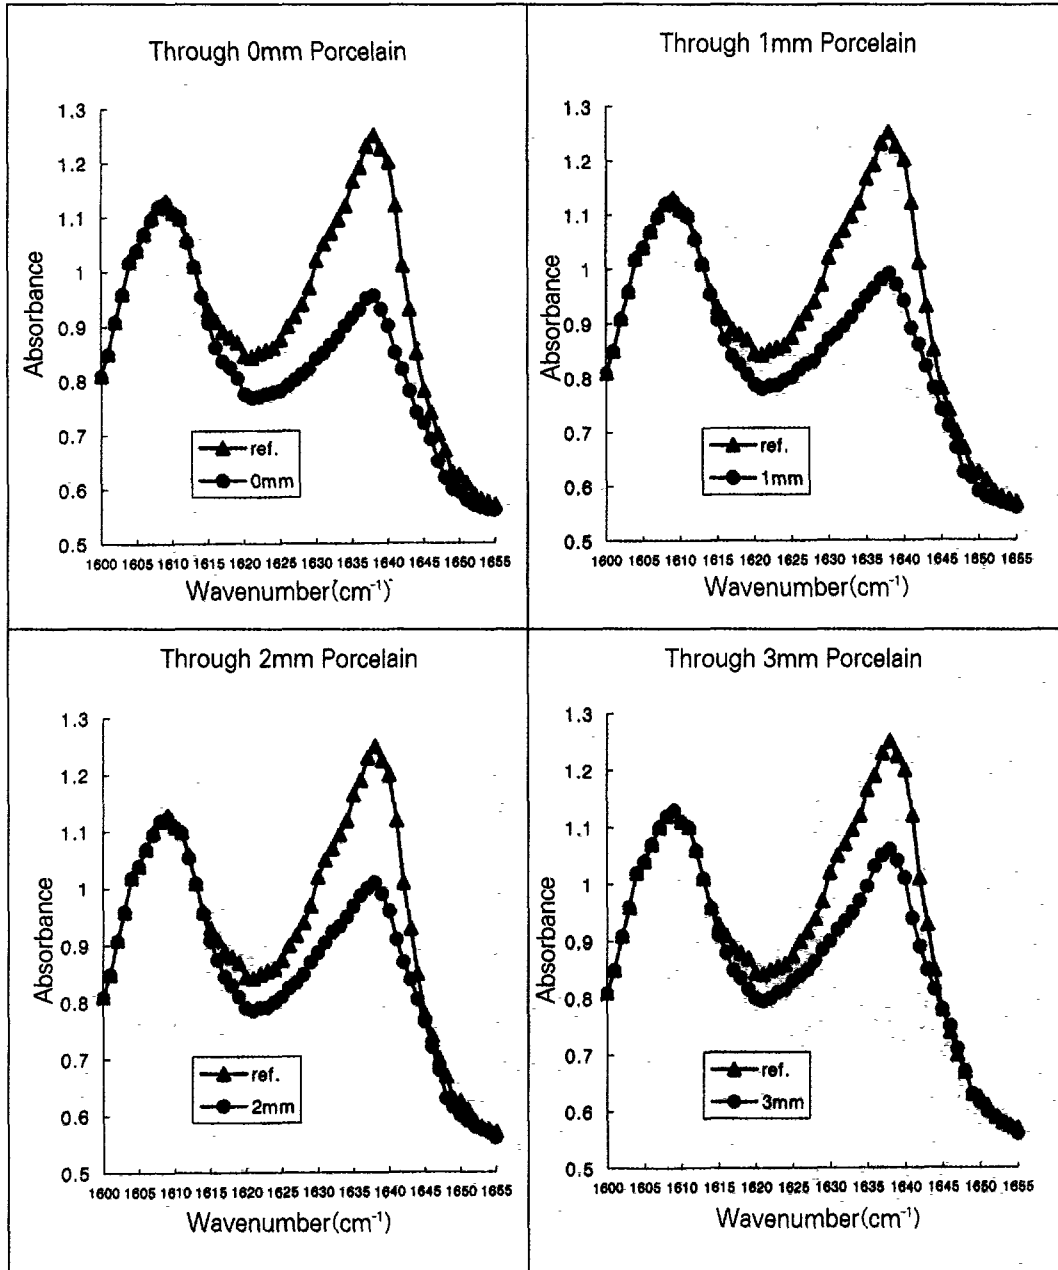 Through 0mm Porcelain
1.3
1.2
1.1
1
0.9
0.8
0.7
0.6
0.5
Absorbance
ref.
0mm
1600 1605 1610 1615 1620 1625 1630 1635 1640 1645 1650 1655
Wavenumber(cm⁻¹)
Through 1mm Porcelain
1.3
1.2
1.1
1
0.9
0.8
0.7
0.6
0.5
Absorbance
ref.
1mm
1600 1605 1610 1615 1620 1625 1630 1635 1640 1645 1650 1655
Wavenumber(cm⁻¹)
Through 2mm Porcelain
1.3
1.2
1.1
1
0.9
0.8
0.7
0.6
0.5
Absorbance
ref.
2mm
1600 1605 1610 1615 1620 1625 1630 1635 1640 1645 1650 1655
Wavenumber(cm⁻¹)
Through 3mm Porcelain
1.3
1.2
1.1
1
0.9
0.8
0.7
0.6
0.5
Absorbance
ref.
3mm
1600 1605 1610 1615 1620 1625 1630 1635 1640 1645 1650 1655
Wavenumber(cm⁻¹)